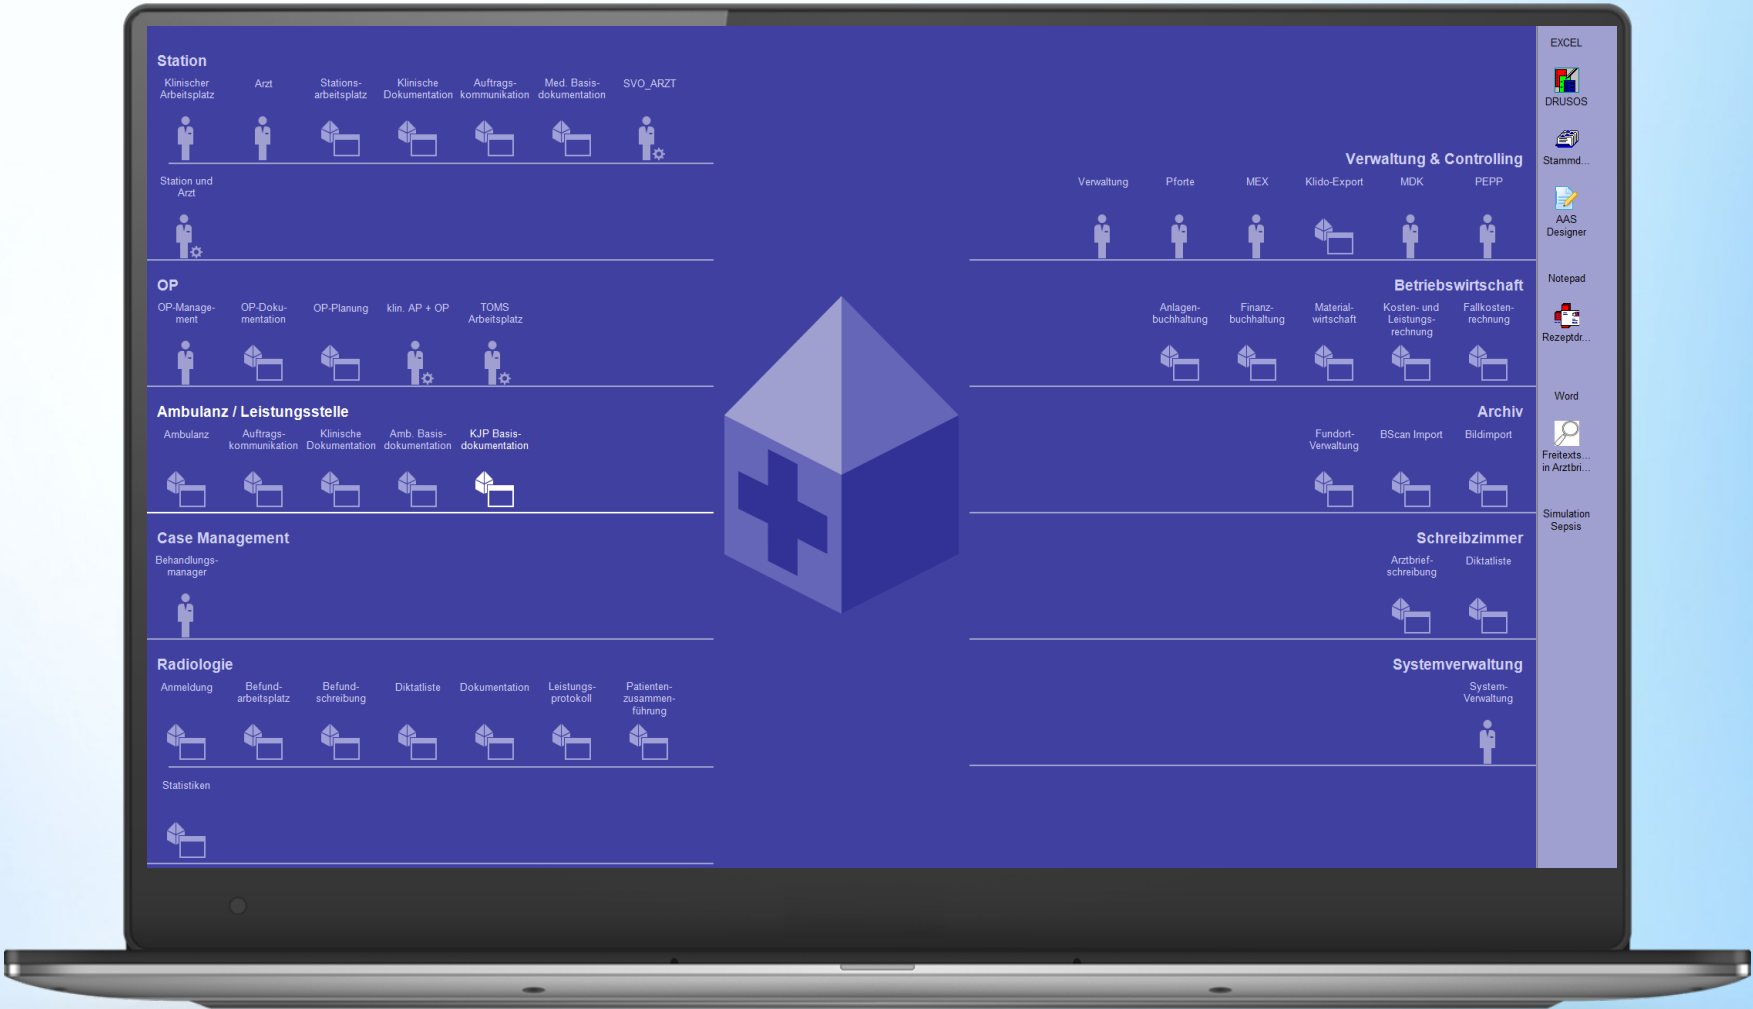 Station
Klinischer Arbeitsplatz
Arzt
Stations-
arbeitsplatz
Klinische
Dokumentation
Auftrags-
kommunikation
Med. Basis-
dokumentation
SVO_ARZT
Station und
Arzt
OP
OP-Manage-
ment
OP-Doku-
mentation
OP-Planung
klin. AP + OP
TOMS
Arbeitsplatz
Ambulanz / Leistungsstelle
Ambulanz
Auftrags-
kommunikation
Klinische
Dokumentation
Amb. Basis-
dokumentation
KJP Basis-
dokumentation
Case Management
Behandlungs-
manager
Radiologie
Anmeldung
Befund-
arbeitsplatz
Befund-
schreibung
Diktatliste
Dokumentation
Leistungs-
protokoll
Patienten-
zusammen-
führung
Statistiken
Verwaltung & Controlling
Verwaltung
Pforte
MEX
Klido-Export
MDK
PEPP
Betriebswirtschaft
Anlagen-
buchhaltung
Finanz-
buchhaltung
Material-
wirtschaft
Kosten- und
Leistungs-
rechnung
Fallkosten-
rechnung
Archiv
Fundort-
Verwaltung
BScan Import
Bildimport
Schreibzimmer
Arztbrief-
schreibung
Diktatliste
Systemverwaltung
System-
Verwaltung
EXCEL
DRUSOS
Stammd...
AAS
Designer
Notepad
Rezeptdr...
Word
Freitexts...
in Arztbri...
Simulation
Sepsis